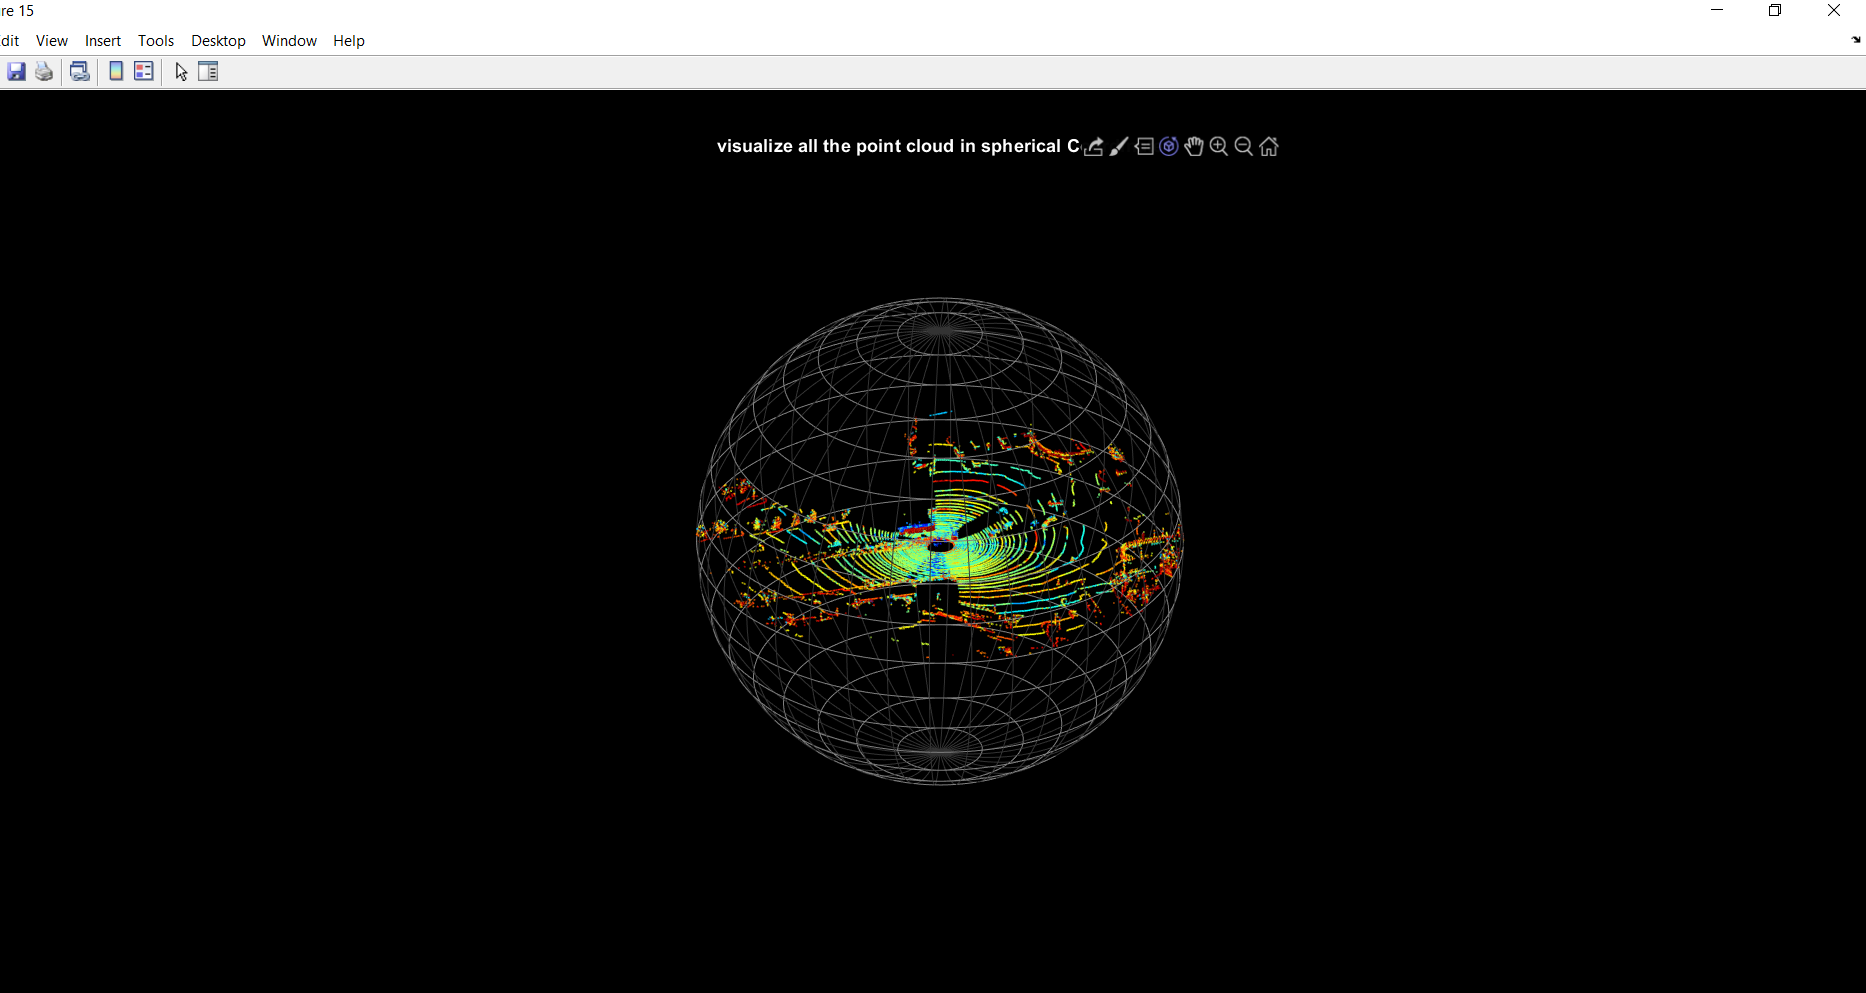 re 15
dit View Insert Tools Desktop Window Help
visualize all the point cloud in spherical C